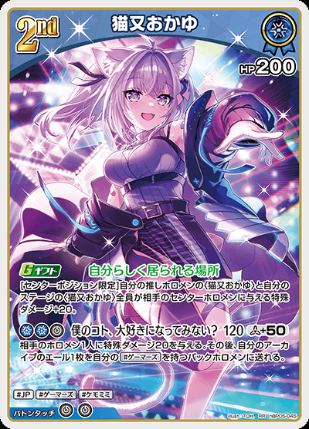 2nd
猫又おかゆ
HP200
Gギフト
自分らしく居られる場所
[センターポジション限定]自分の推しホロメンの〈猫又おかゆ〉と自分の
ステージの〈猫又おかゆ〉全員が相手のセンターホロメンに与える特殊
ダメージ+20。
僕のコト、大好きになってみない? 120 +50
相手のホロメン1人に特殊ダメージ20を与える。その後、自分のアーカ
イブのエール1枚を自分の#ゲーマーズを持つバックホロメンに送れる。
#JP #ゲーマーズ #ケモミミ
バトンタッチ
RR hBP05-045